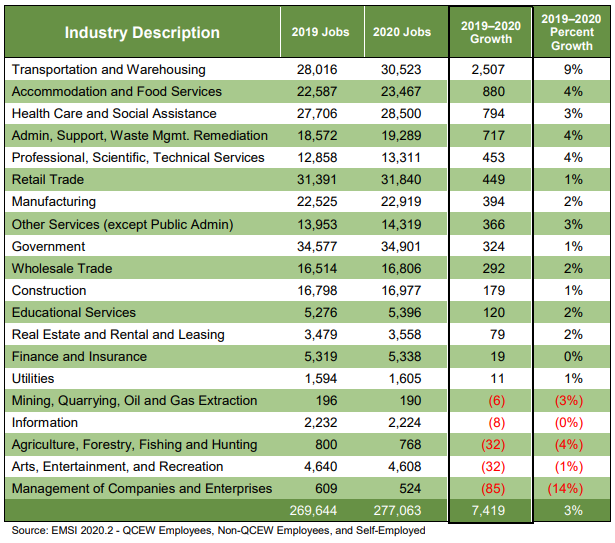 Industry Description 2019 Jobs 2020 Jobs 2019–2020 Growth 2019–2020 Percent Growth
Transportation and Warehousing 28,016 30,523 2,507 9%
Accommodation and Food Services 22,587 23,467 880 4%
Health Care and Social Assistance 27,706 28,500 794 3%
Admin, Support, Waste Mgmt. Remediation 18,572 19,289 717 4%
Professional, Scientific, Technical Services 12,858 13,311 453 4%
Retail Trade 31,391 31,840 449 1%
Manufacturing 22,525 22,919 394 2%
Other Services (except Public Admin) 13,953 14,319 366 3%
Government 34,577 34,901 324 1%
Wholesale Trade 16,514 16,806 292 2%
Construction 16,798 16,977 179 1%
Educational Services 5,276 5,396 120 2%
Real Estate and Rental and Leasing 3,479 3,558 79 2%
Finance and Insurance 5,319 5,338 19 0%
Utilities 1,594 1,605 11 1%
Mining, Quarrying, Oil and Gas Extraction 196 190 (6) (3%)
Information 2,232 2,224 (8) (0%)
Agriculture, Forestry, Fishing and Hunting 800 768 (32) (4%)
Arts, Entertainment, and Recreation 4,640 4,608 (32) (1%)
Management of Companies and Enterprises 609 524 (85) (14%)
269,644 277,063 7,419 3%
Source: EMSI 2020.2 - QCEW Employees, Non-QCEW Employees, and Self-Employed